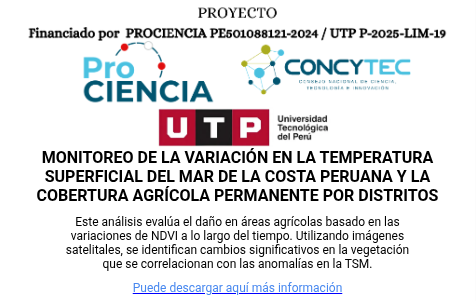 PROYECTO
Financiado por PROCIENCIA PE501088121-2024 / UTP P-2025-LIM-19
Pro
CIENCIA
CONCYTEC
CONSEJO NACIONAL DE CIENCIA,
TECNOLOGÍA E INNOVACIÓN
UTP
Universidad
Tecnológica
del Perú
MONITOREO DE LA VARIACIÓN EN LA TEMPERATURA
SUPERFICIAL DEL MAR DE LA COSTA PERUANA Y LA
COBERTURA AGRÍCOLA PERMANENTE POR DISTRITOS
Este análisis evalúa el daño en áreas agrícolas basado en las
variaciones de NDVI a lo largo del tiempo. Utilizando imágenes
satelitales, se identifican cambios significativos en la vegetación
que se correlacionan con las anomalías en la TSM.
Puede descargar aquí más información